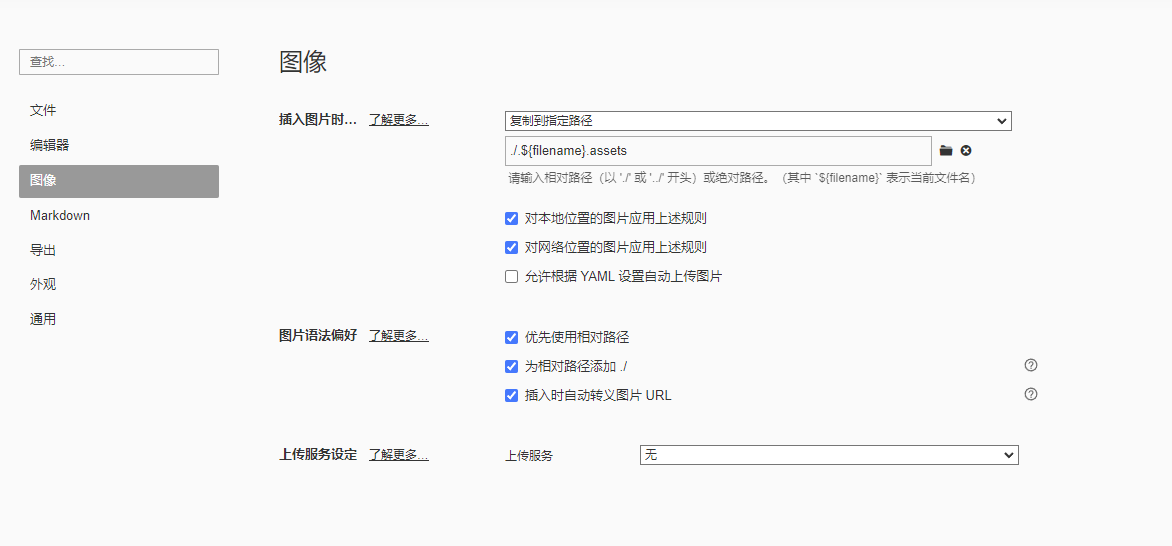 查找...
文件
编辑器
图像
Markdown
导出
外观
通用
图像
插入图片时... 了解更多... 复制到指定路径
./.${filename}.assets
请输入相对路径（以 './' 或 '../' 开头）或绝对路径。（其中 `${filename}` 表示当前文件名）
对本地位置的图片应用上述规则
对网络位置的图片应用上述规则
允许根据 YAML 设置自动上传图片
图片语法偏好 了解更多... 优先使用相对路径
为相对路径添加 ./
插入时自动转义图片 URL
上传服务设定 了解更多... 上传服务 无